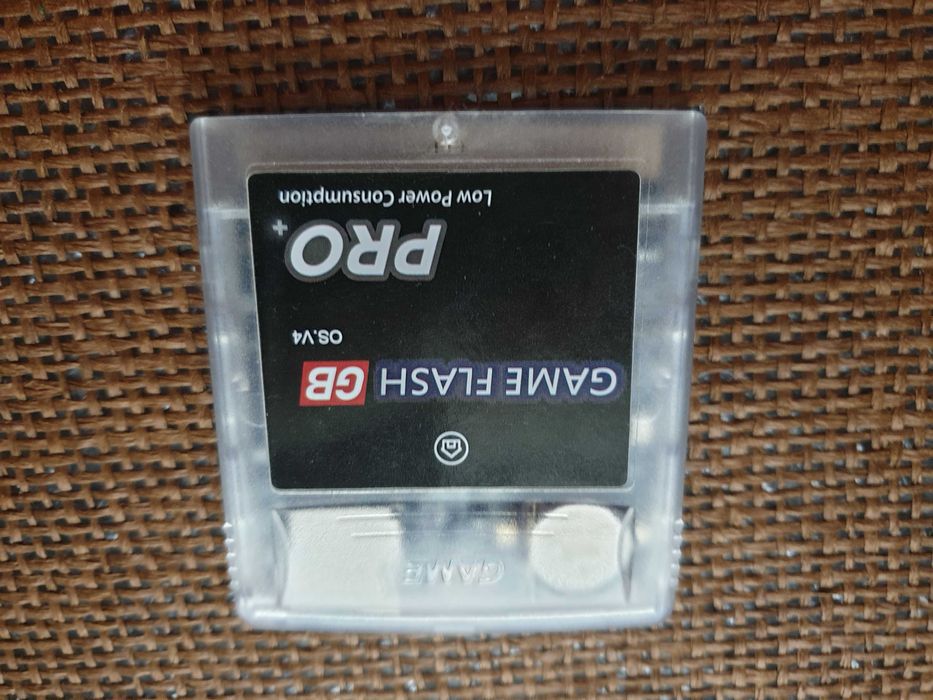 GAME
GAME FLASH GB
OS.V4
PRO+
Low Power Consumption